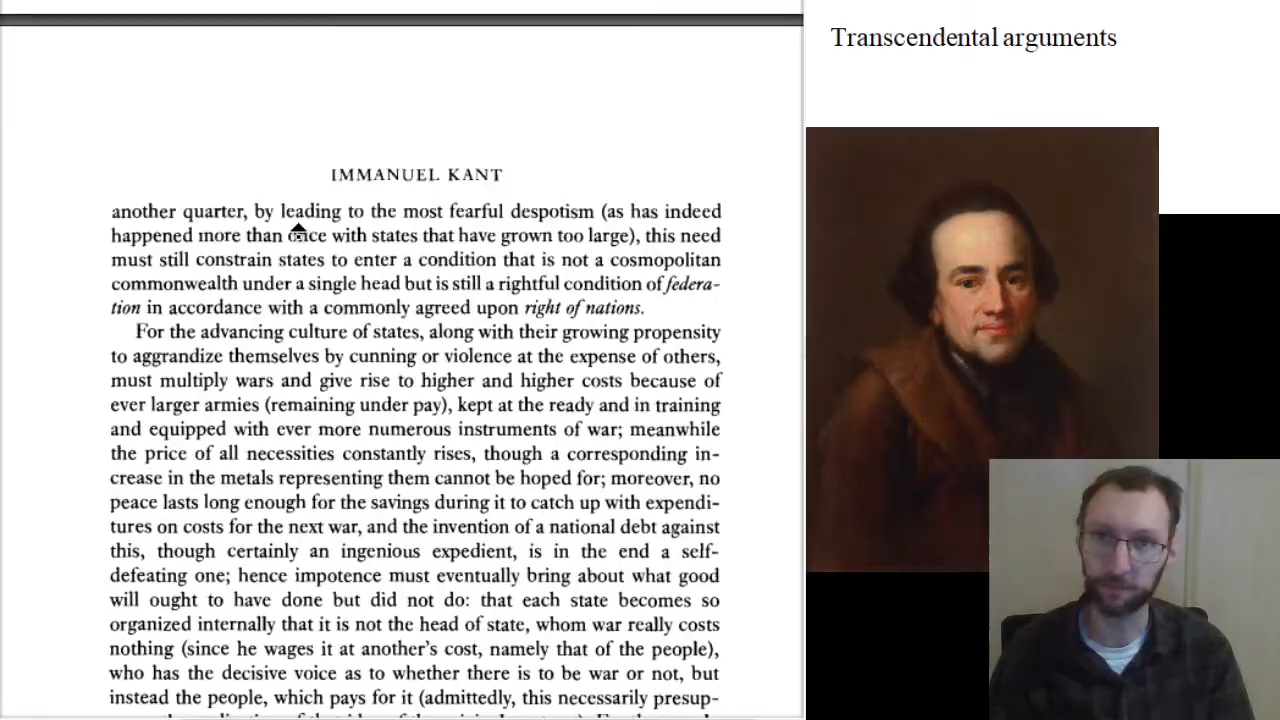 Transcendental arguments
IMMANUEL KANT
another quarter, by leading to the most fearful despotism (as has indeed
happened more than once with states that have grown too large), this need
must still constrain states to enter a condition that is not a cosmopolitan
commonwealth under a single head but is still a rightful condition of federa-
tion in accordance with a commonly agreed upon right of nations.
For the advancing culture of states, along with their growing propensity
to aggrandize themselves by cunning or violence at the expense of others,
must multiply wars and give rise to higher and higher costs because of
ever larger armies (remaining under pay), kept at the ready and in training
and equipped with ever more numerous instruments of war; meanwhile
the price of all necessities constantly rises, though a corresponding in-
crease in the metals representing them cannot be hoped for; moreover, no
peace lasts long enough for the savings during it to catch up with expendi-
tures on costs for the next war, and the invention of a national debt against
this, though certainly an ingenious expedient, is in the end a self-
defeating one; hence impotence must eventually bring about what good
will ought to have done but did not do: that each state becomes so
organized internally that it is not the head of state, whom war really costs
nothing (since he wages it at another's cost, namely that of the people),
who has the decisive voice as to whether there is to be war or not, but
instead the people, which pays for it (admittedly, this necessarily presup-